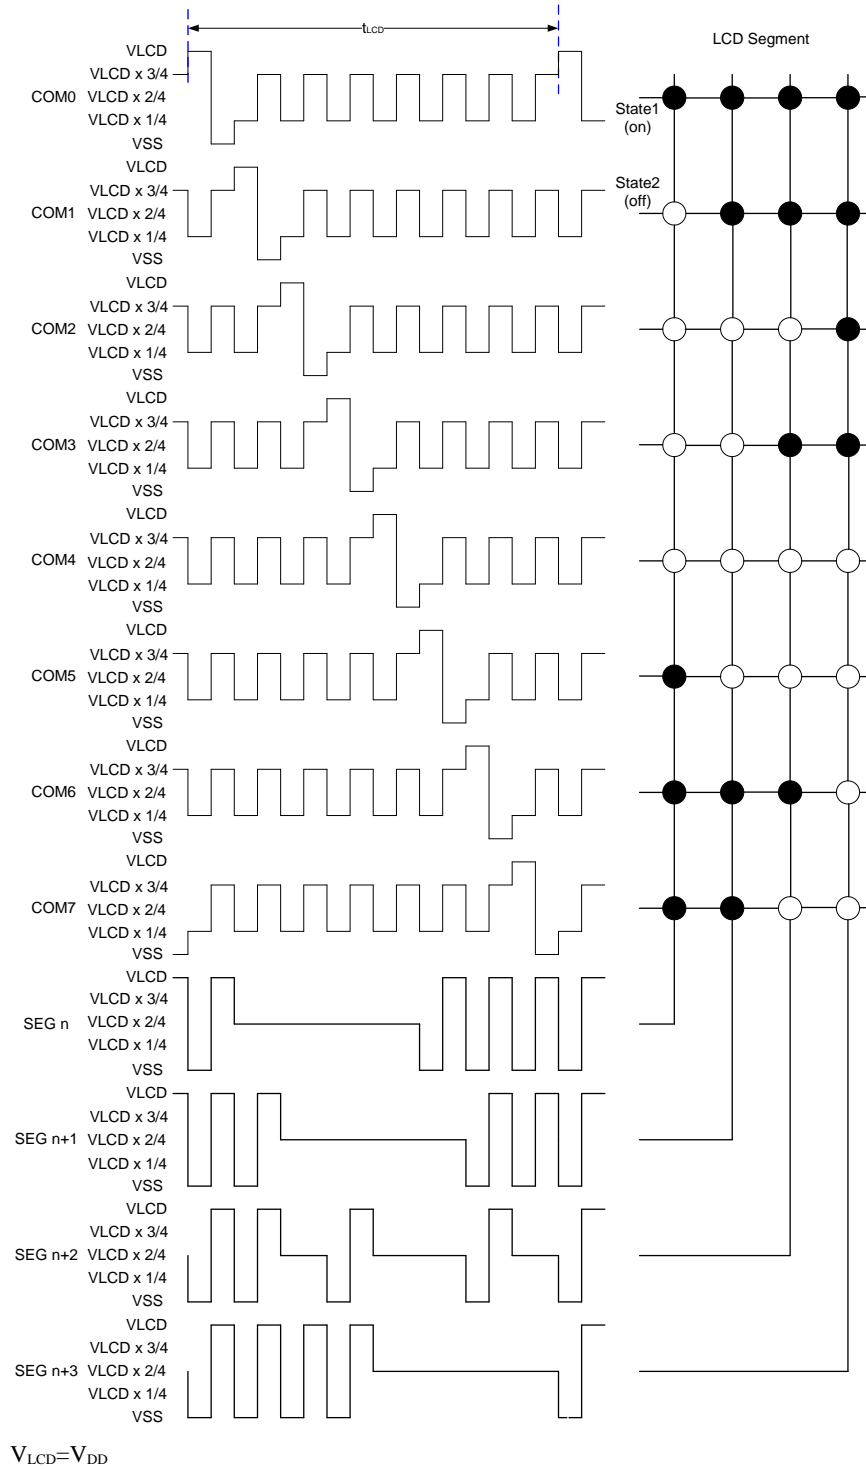 tLCD
LCD Segment
VLCD
VLCD x 3/4
COM0 VLCD x 2/4
VLCD x 1/4
VSS
State1
(on)
VLCD
VLCD x 3/4
COM1 VLCD x 2/4
VLCD x 1/4
VSS
State2
(off)
VLCD
VLCD x 3/4
COM2 VLCD x 2/4
VLCD x 1/4
VSS
VLCD
VLCD x 3/4
COM3 VLCD x 2/4
VLCD x 1/4
VSS
VLCD
VLCD x 3/4
COM4 VLCD x 2/4
VLCD x 1/4
VSS
VLCD
VLCD x 3/4
COM5 VLCD x 2/4
VLCD x 1/4
VSS
VLCD
VLCD x 3/4
COM6 VLCD x 2/4
VLCD x 1/4
VSS
VLCD
VLCD x 3/4
COM7 VLCD x 2/4
VLCD x 1/4
VSS
VLCD
VLCD x 3/4
SEG n VLCD x 2/4
VLCD x 1/4
VSS
VLCD
VLCD x 3/4
SEG n+1 VLCD x 2/4
VLCD x 1/4
VSS
VLCD
VLCD x 3/4
SEG n+2 VLCD x 2/4
VLCD x 1/4
VSS
VLCD
VLCD x 3/4
SEG n+3 VLCD x 2/4
VLCD x 1/4
VSS
VLCD=VDD